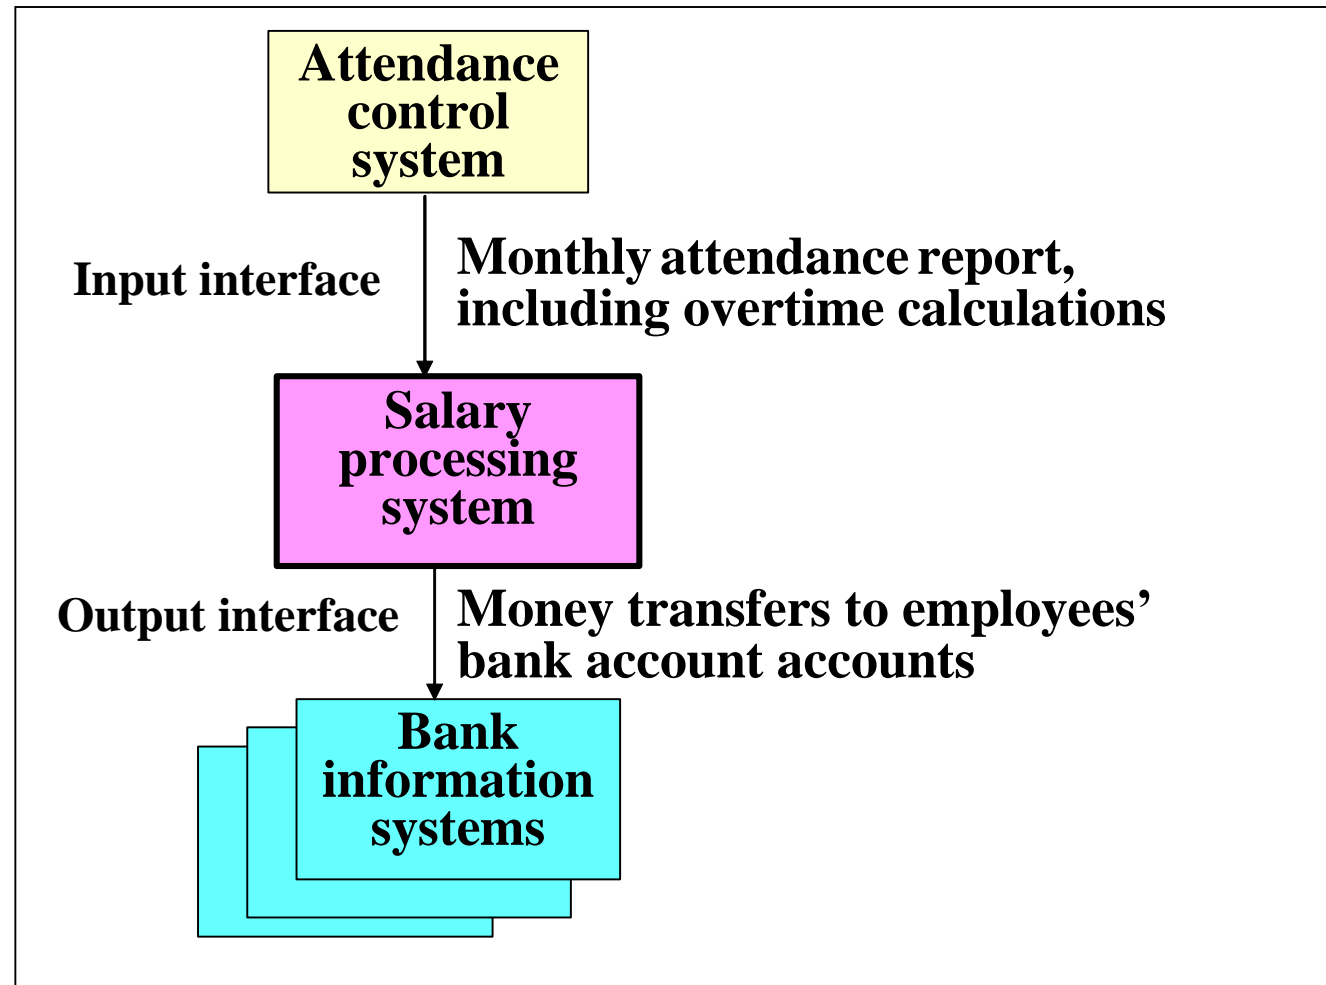 Attendance
control
system
Input interface
Monthly attendance report,
including overtime calculations
Salary
processing
system
Output interface
Money transfers to employees’
bank account accounts
Bank
information
systems